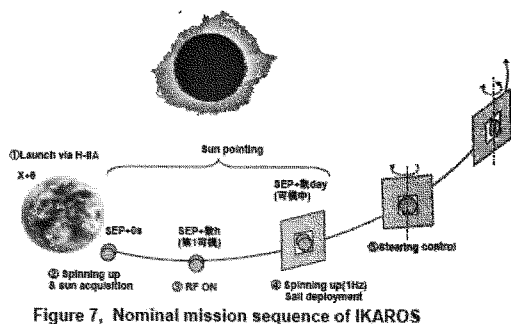 ①Launch via H-IIA
X+0
Sun pointing
SEP+0s
SEP+数h
(第1可視)
SEP+数day
(可視中)
② Spinning up
& sun acquisition
③ RF ON
④ Spinning up(1Hz)
Sail deployment
⑤Steering control
Figure 7, Nominal mission sequence of IKAROS